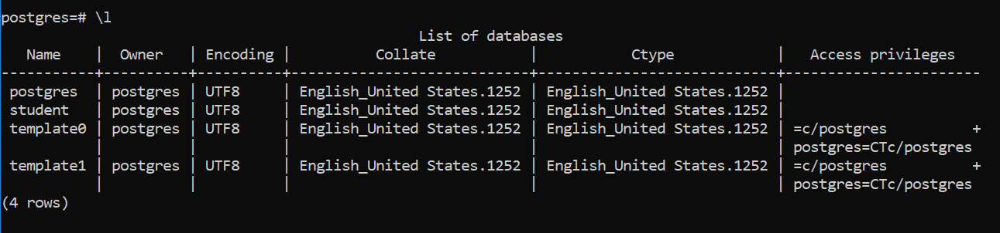 postgres=# \l
                                              List of databases
   Name    |  Owner   | Encoding |          Collate           |           Ctype            |   Access privileges
-----------+----------+----------+----------------------------+----------------------------+-----------------------
 postgres  | postgres | UTF8     | English_United States.1252 | English_United States.1252 |
 student   | postgres | UTF8     | English_United States.1252 | English_United States.1252 |
 template0 | postgres | UTF8     | English_United States.1252 | English_United States.1252 | =c/postgres          +
           |          |          |                            |                            | postgres=CTc/postgres
 template1 | postgres | UTF8     | English_United States.1252 | English_United States.1252 | =c/postgres          +
           |          |          |                            |                            | postgres=CTc/postgres
(4 rows)